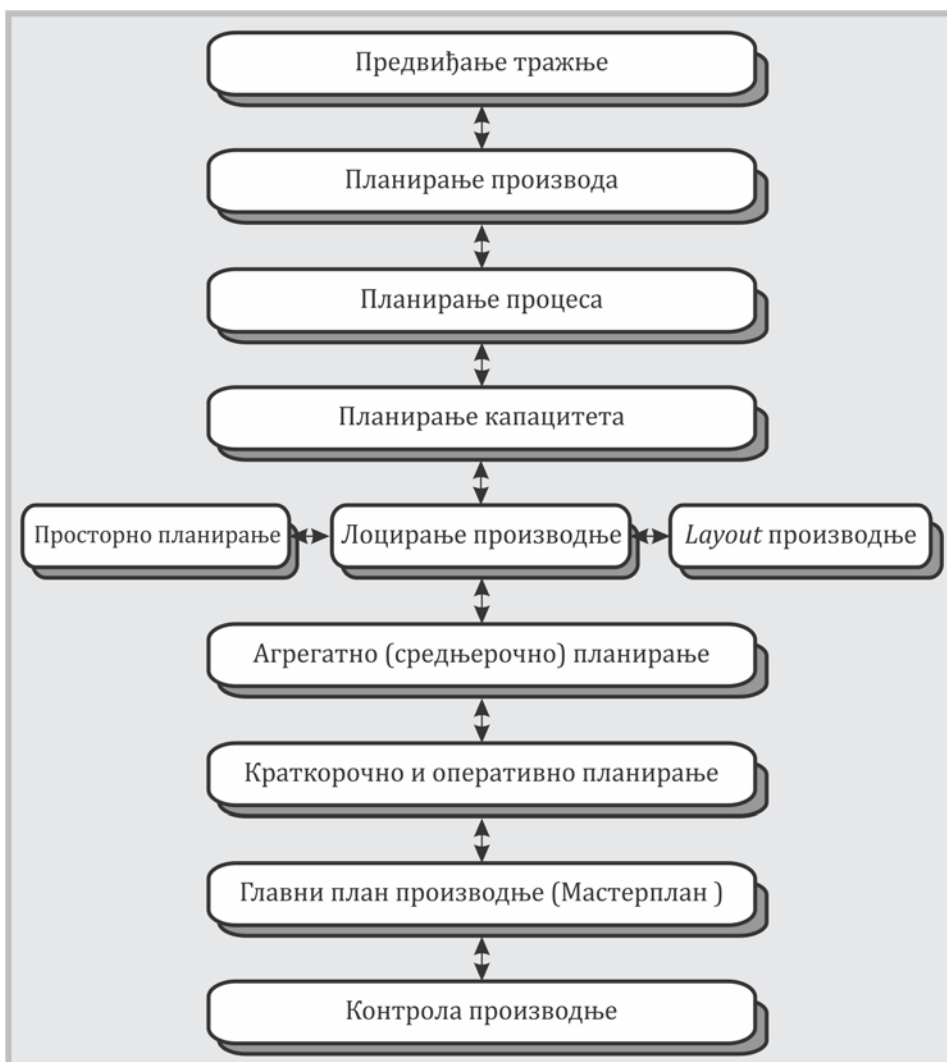 Предвиђање тражње
Планирање производа
Планирање процеса
Планирање капацитета
Просторно планирање
Лоцирање производње
Layout производње
Агрегатно (средњерочно) планирање
Краткорочно и оперативно планирање
Главни план производње (Мастерплан )
Контрола производње